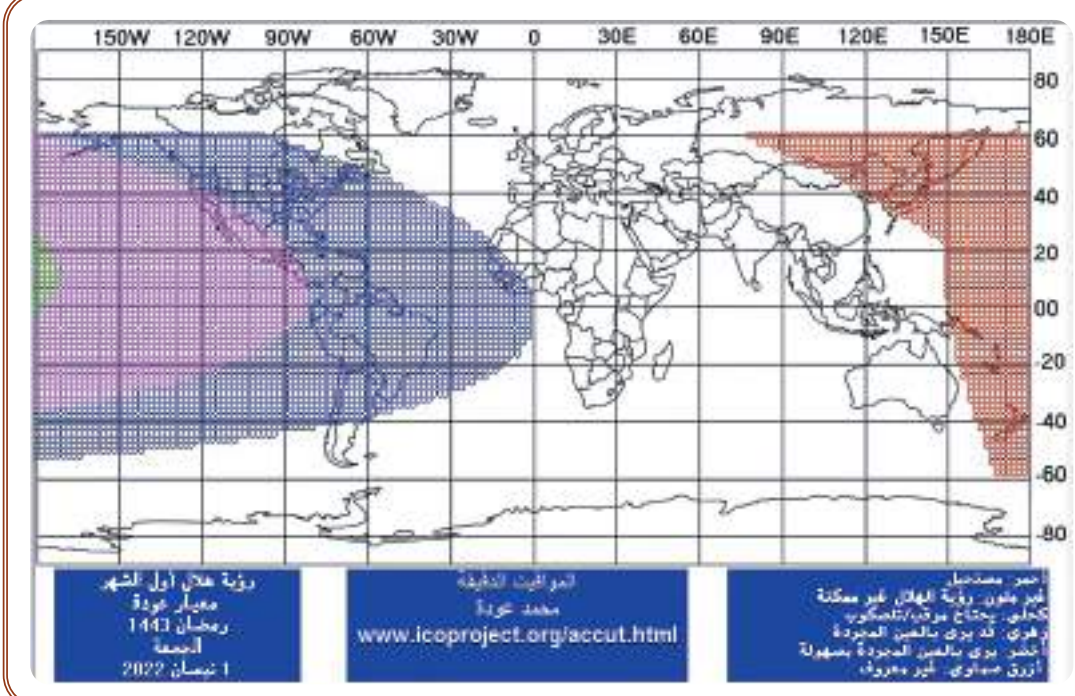 150W 120W 90W 60W 30W 0 30E 60E 90E 120E 150E 180E
80
60
40
20
00
-20
-40
-60
-80
أحمر: مستحيل
غير ملون: رؤية الهلال غير ممكنة
كحلي: يحتاج مرقب/تلسكوب
زهري: قد يرى بالعين المجردة
أخضر: يرى بالعين المجردة بسهولة
أزرق سماوي: غير معروف
المواقيت الدقيقة
محمد عودة
www.icoproject.org/accut.html
رؤية هلال أول الشهر
معيار عودة
رمضان 1443
الجمعة
1 نيسان 2022